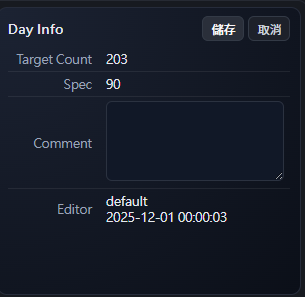 Day Info 儲存 取消
Target Count 203
Spec 90
Comment
Editor default
2025-12-01 00:00:03